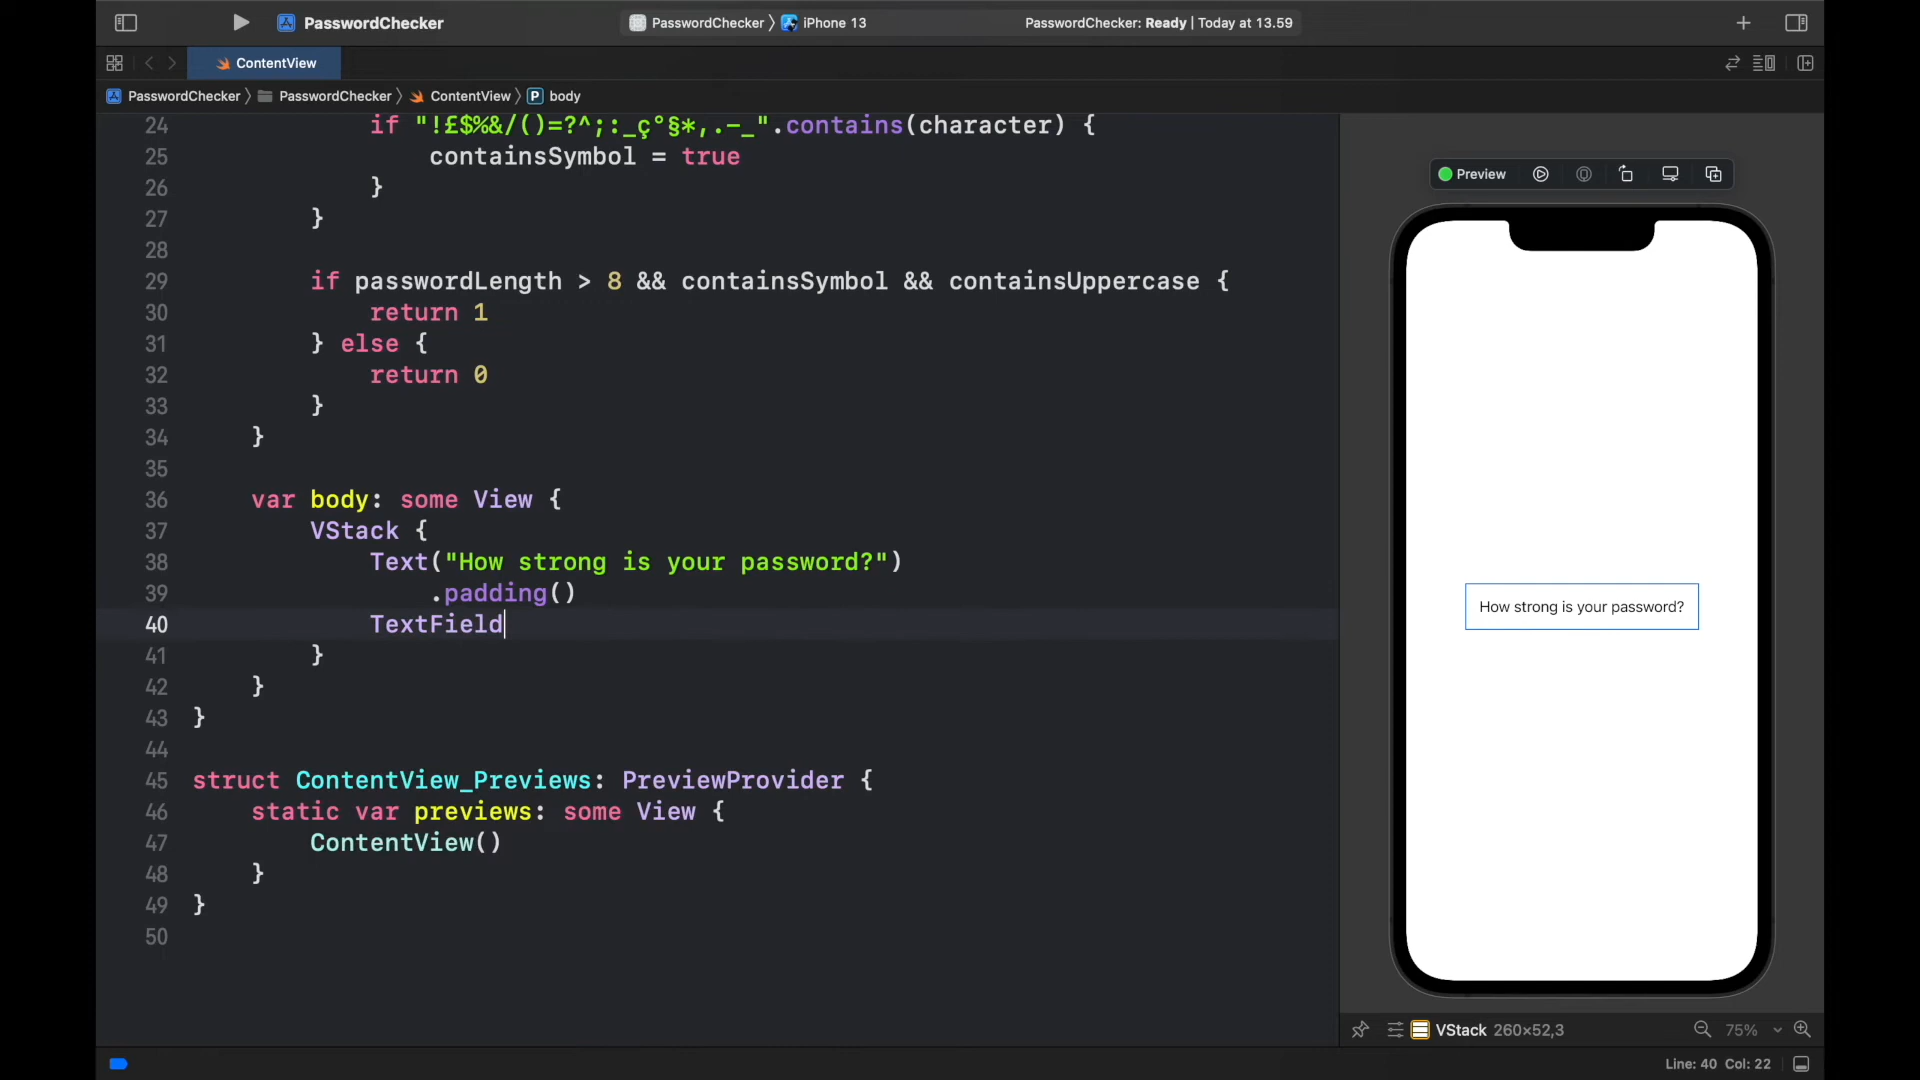 PasswordChecker
PasswordChecker 〉 iPhone 13
PasswordChecker: Ready | Today at 13.59
ContentView
PasswordChecker 〉 PasswordChecker 〉 ContentView 〉 P body
24 if "!£$%&/()=?^;:_ç°§*,.-_".contains(character) {
25 containsSymbol = true
26 }
27 }
28
29 if passwordLength > 8 && containsSymbol && containsUppercase {
30 return 1
31 } else {
32 return 0
33 }
34 }
35
36 var body: some View {
37 VStack {
38 Text("How strong is your password?")
39 .padding()
40 TextField
41 }
42 }
43 }
44
45 struct ContentView_Previews: PreviewProvider {
46 static var previews: some View {
47 ContentView()
48 }
49 }
50
Preview
How strong is your password?
VStack 260×52,3
75%
Line: 40 Col: 22